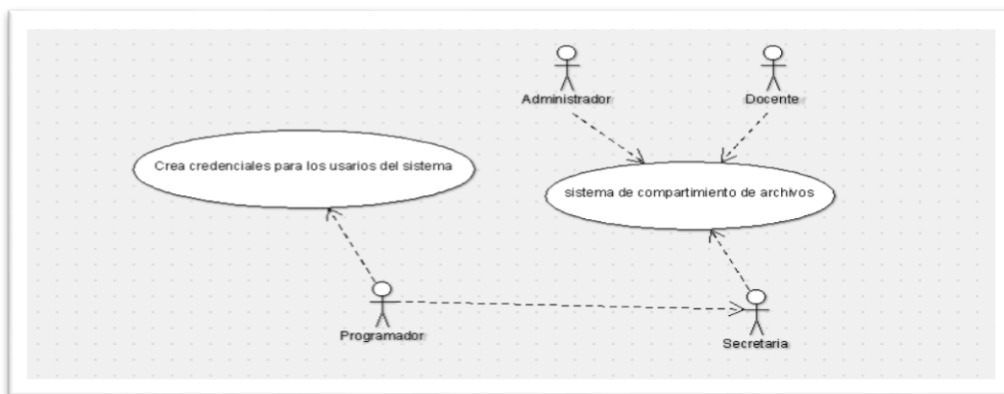 Administrador
Docente
Crea credenciales para los usarios del sistema
sistema de compartimiento de archivos
Programador
Secretaria